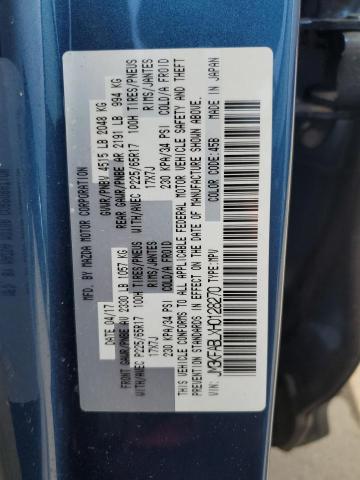 MFD. BY MAZDA MOTOR CORPORATION
DATE 04/17 GVWR/PNBV 4515 LB 2048 KG
FRONT GAWR/PNBE AV 2330 LB 1057 KG REAR GAWR/PNBE AR 2191 LB 994 KG
WITH/AVEC P225/65R17 100H TIRES/PNEUS WITH/AVEC P225/65R17 100H TIRES/PNEUS
17X7J RIMS/JANTES 17X7J RIMS/JANTES
230 KPA/34 PSI COLD/A FROID 230 KPA/34 PSI COLD/A FROID
THIS VEHICLE CONFORMS TO ALL APPLICABLE FEDERAL MOTOR VEHICLE SAFETY AND THEFT
PREVENTION STANDARDS IN EFFECT ON THE DATE OF MANUFACTURE SHOWN ABOVE.
VIN: JM3KFABLXH0128270 TYPE:MPV COLOR CODE:45B MADE IN JAPAN